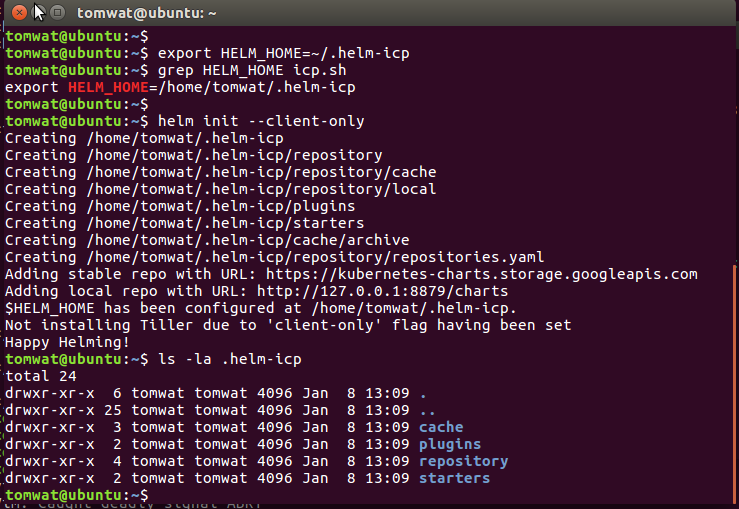 tomwat@ubuntu: ~
tomwat@ubuntu:~$
tomwat@ubuntu:~$ export HELM_HOME=~/.helm-icp
tomwat@ubuntu:~$ grep HELM_HOME icp.sh
export HELM_HOME=/home/tomwat/.helm-icp
tomwat@ubuntu:~$
tomwat@ubuntu:~$ helm init --client-only
Creating /home/tomwat/.helm-icp
Creating /home/tomwat/.helm-icp/repository
Creating /home/tomwat/.helm-icp/repository/cache
Creating /home/tomwat/.helm-icp/repository/local
Creating /home/tomwat/.helm-icp/plugins
Creating /home/tomwat/.helm-icp/starters
Creating /home/tomwat/.helm-icp/cache/archive
Creating /home/tomwat/.helm-icp/repository/repositories.yaml
Adding stable repo with URL: https://kubernetes-charts.storage.googleapis.com
Adding local repo with URL: http://127.0.0.1:8879/charts
$HELM_HOME has been configured at /home/tomwat/.helm-icp.
Not installing Tiller due to 'client-only' flag having been set
Happy Helming!
tomwat@ubuntu:~$ ls -la .helm-icp
total 24
drwxr-xr-x  6 tomwat tomwat 4096 Jan  8 13:09 .
drwxr-xr-x 25 tomwat tomwat 4096 Jan  8 13:09 ..
drwxr-xr-x  3 tomwat tomwat 4096 Jan  8 13:09 cache
drwxr-xr-x  2 tomwat tomwat 4096 Jan  8 13:09 plugins
drwxr-xr-x  4 tomwat tomwat 4096 Jan  8 13:09 repository
drwxr-xr-x  2 tomwat tomwat 4096 Jan  8 13:09 starters
tomwat@ubuntu:~$